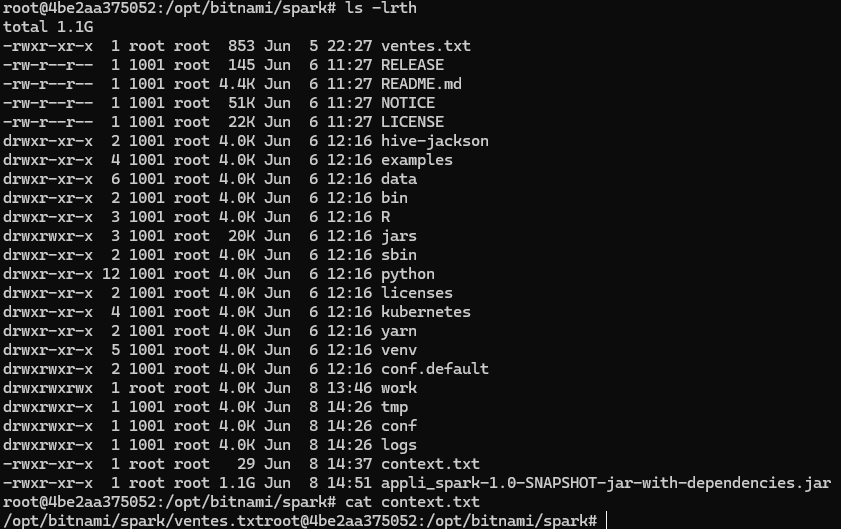 root@4be2aa375052:/opt/bitnami/spark# ls -lrth
total 1.1G
-rwxr-xr-x  1 root root  853 Jun  5 22:27 ventes.txt
-rw-r--r--  1 1001 root  145 Jun  6 11:27 RELEASE
-rw-r--r--  1 1001 root 4.4K Jun  6 11:27 README.md
-rw-r--r--  1 1001 root  51K Jun  6 11:27 NOTICE
-rw-r--r--  1 1001 root  22K Jun  6 11:27 LICENSE
drwxr-xr-x  2 1001 root 4.0K Jun  6 12:16 hive-jackson
drwxr-xr-x  4 1001 root 4.0K Jun  6 12:16 examples
drwxr-xr-x  6 1001 root 4.0K Jun  6 12:16 data
drwxr-xr-x  2 1001 root 4.0K Jun  6 12:16 bin
drwxr-xr-x  3 1001 root 4.0K Jun  6 12:16 R
drwxrwxr-x  3 1001 root  20K Jun  6 12:16 jars
drwxr-xr-x  2 1001 root 4.0K Jun  6 12:16 sbin
drwxr-xr-x 12 1001 root 4.0K Jun  6 12:16 python
drwxr-xr-x  2 1001 root 4.0K Jun  6 12:16 licenses
drwxr-xr-x  4 1001 root 4.0K Jun  6 12:16 kubernetes
drwxr-xr-x  2 1001 root 4.0K Jun  6 12:16 yarn
drwxr-xr-x  5 1001 root 4.0K Jun  6 12:16 venv
drwxrwxr-x  2 1001 root 4.0K Jun  6 12:16 conf.default
drwxrwxrwx  1 root root 4.0K Jun  8 13:46 work
drwxrwxr-x  1 1001 root 4.0K Jun  8 14:26 tmp
drwxrwxr-x  1 1001 root 4.0K Jun  8 14:26 conf
drwxrwxr-x  1 1001 root 4.0K Jun  8 14:26 logs
-rwxr-xr-x  1 root root   29 Jun  8 14:37 context.txt
-rwxr-xr-x  1 root root 1.1G Jun  8 14:51 appli_spark-1.0-SNAPSHOT-jar-with-dependencies.jar
root@4be2aa375052:/opt/bitnami/spark# cat context.txt
/opt/bitnami/spark/ventes.txtroot@4be2aa375052:/opt/bitnami/spark#